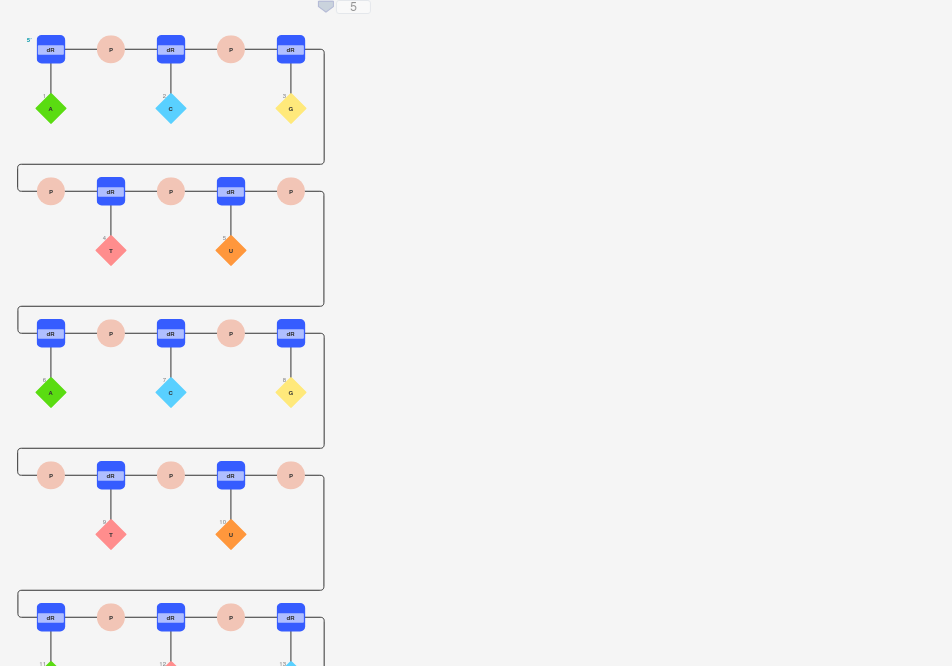 5
5' dR P dR P dR
1 2 3
A C G
P dR P dR P
4 5
T U
dR P dR P dR
6 7 8
A C G
P dR P dR P
9 10
T U
dR P dR P dR
11 12 13